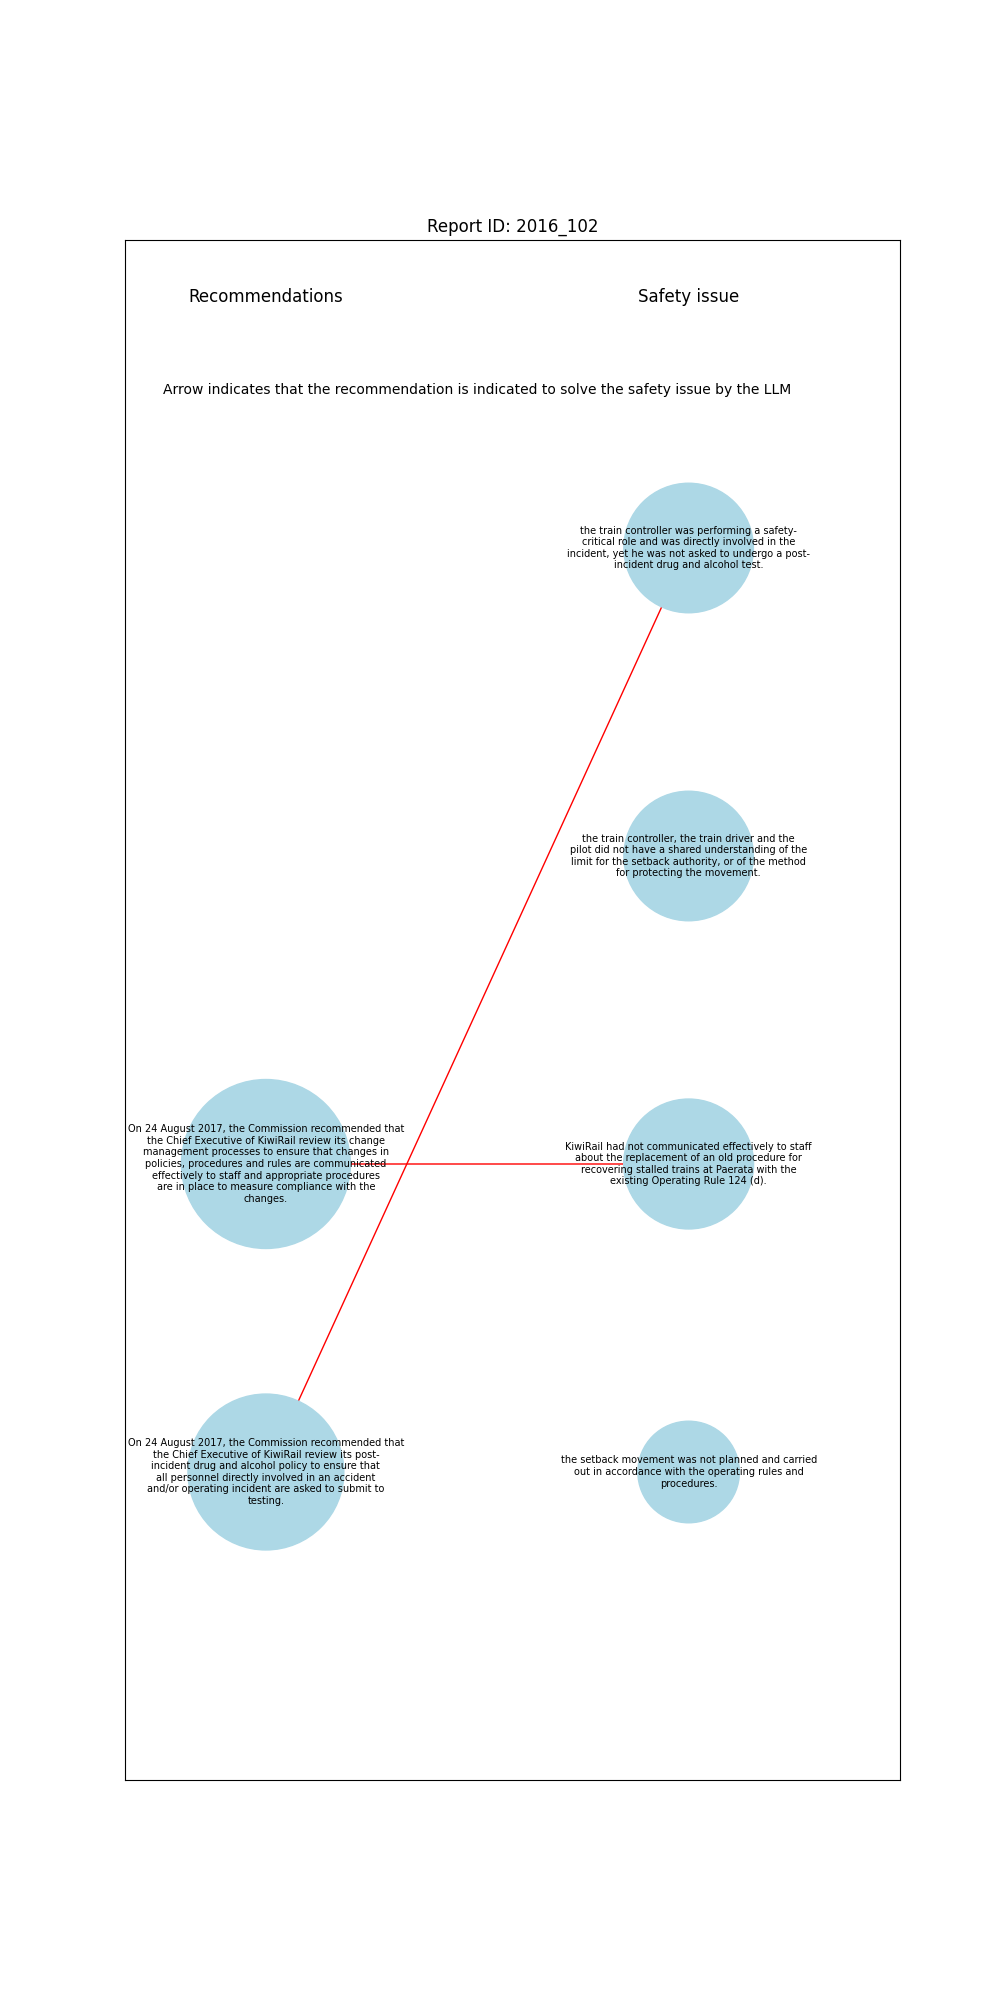 Report ID: 2016_102
Recommendations
Safety issue
Arrow indicates that the recommendation is indicated to solve the safety issue by the LLM
the train controller was performing a safety-
critical role and was directly involved in the
incident, yet he was not asked to undergo a post-
incident drug and alcohol test.
the train controller, the train driver and the
pilot did not have a shared understanding of the
limit for the setback authority, or of the method
for protecting the movement.
On 24 August 2017, the Commission recommended that
the Chief Executive of KiwiRail review its change
management processes to ensure that changes in
policies, procedures and rules are communicated
effectively to staff and appropriate procedures
are in place to measure compliance with the
changes.
KiwiRail had not communicated effectively to staff
about the replacement of an old procedure for
recovering stalled trains at Paerata with the
existing Operating Rule 124 (d).
On 24 August 2017, the Commission recommended that
the Chief Executive of KiwiRail review its post-
incident drug and alcohol policy to ensure that
all personnel directly involved in an accident
and/or operating incident are asked to submit to
testing.
the setback movement was not planned and carried
out in accordance with the operating rules and
procedures.